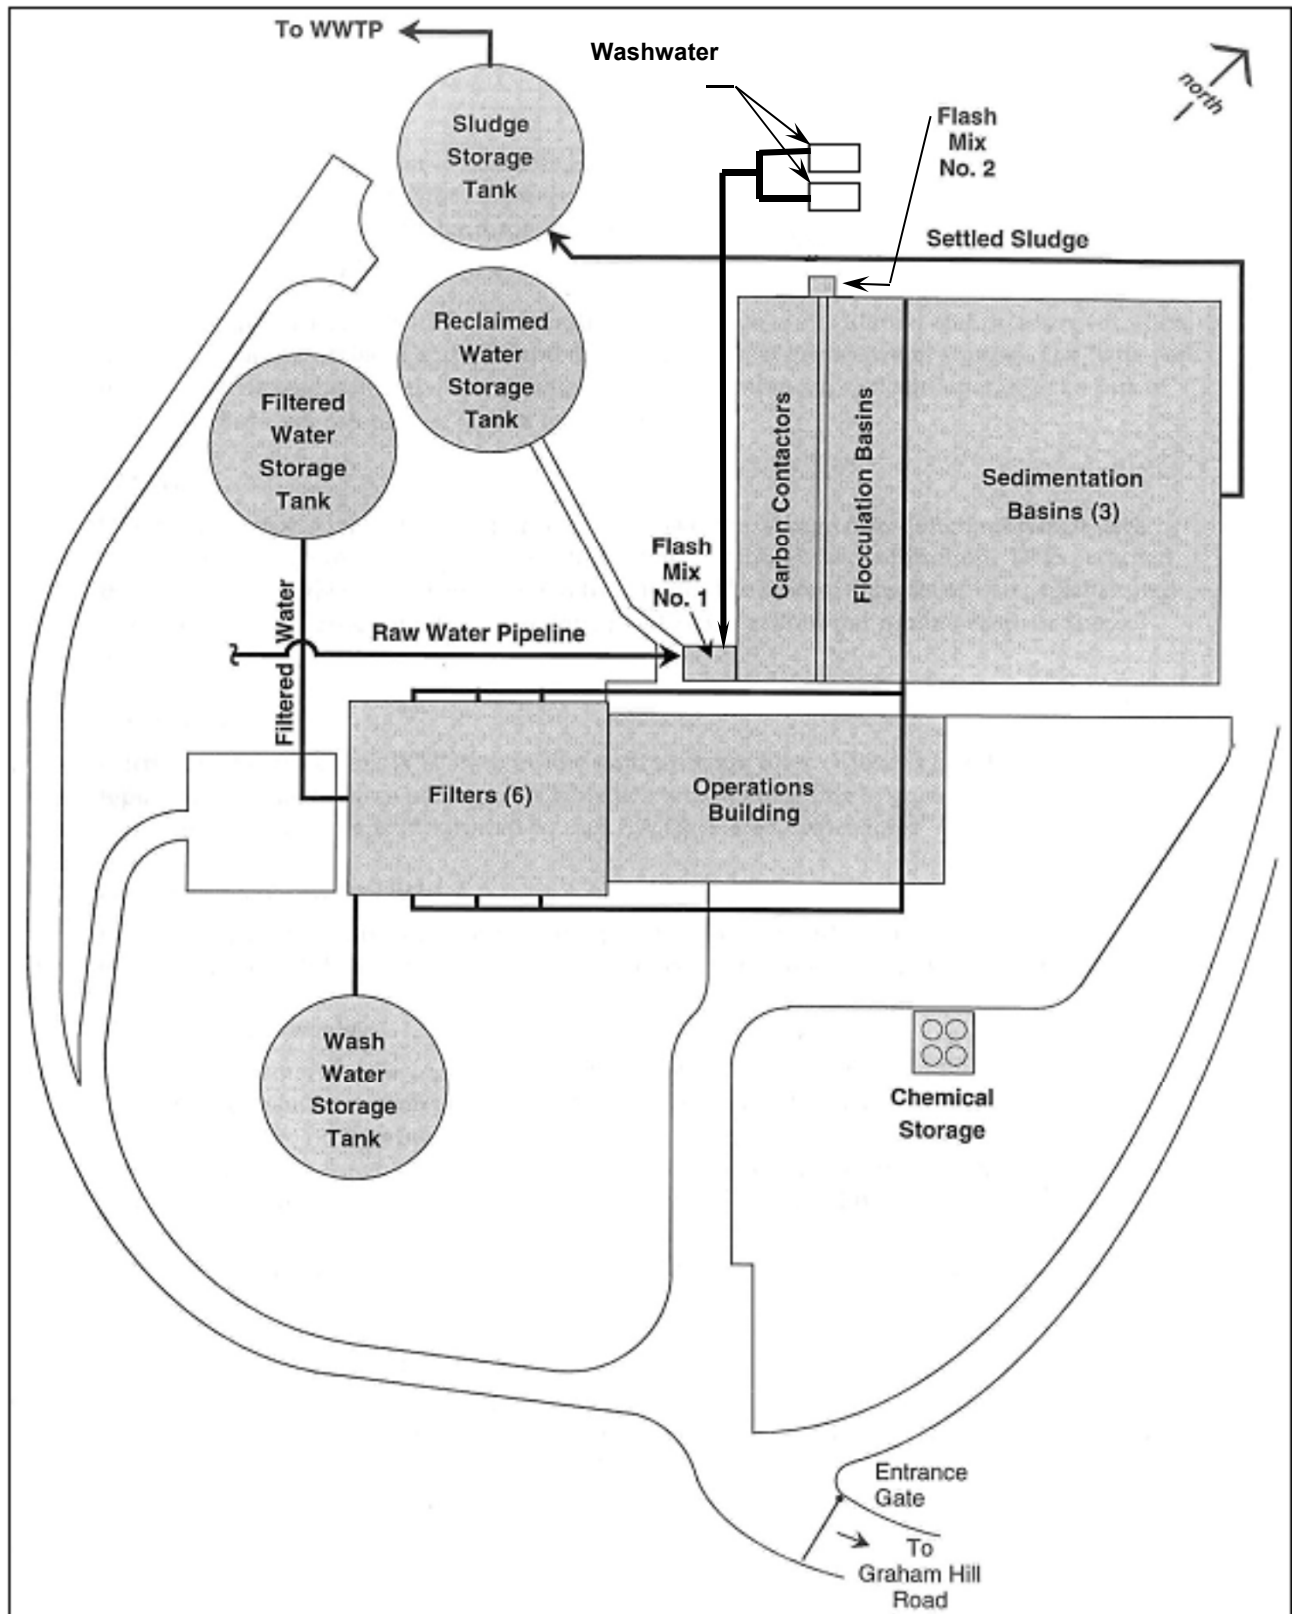 To WWTP
Washwater
north
Flash
Mix
No. 2
Sludge
Storage
Tank
Settled Sludge
Reclaimed
Water
Storage
Tank
Filtered
Water
Storage
Tank
Carbon Contactors
Flocculation Basins
Sedimentation
Basins (3)
Flash
Mix
No. 1
Raw Water Pipeline
Filtered Water
Filters (6)
Operations
Building
Wash
Water
Storage
Tank
Chemical
Storage
Entrance
Gate
To
Graham Hill
Road